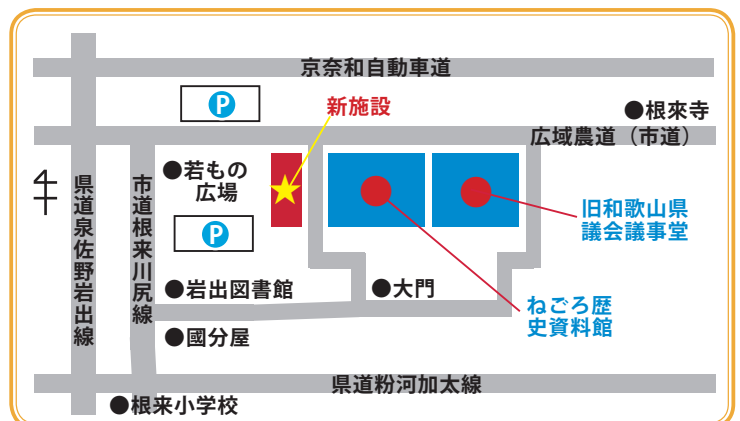 京奈和自動車道
P
新施設
●根來寺
広域農道（市道）
●若もの
広場
P
県道泉佐野岩出線
市道根来川尻線
旧和歌山県
議会議事堂
●岩出図書館
●大門
ねごろ歴
史資料館
●國分屋
県道粉河加太線
●根来小学校